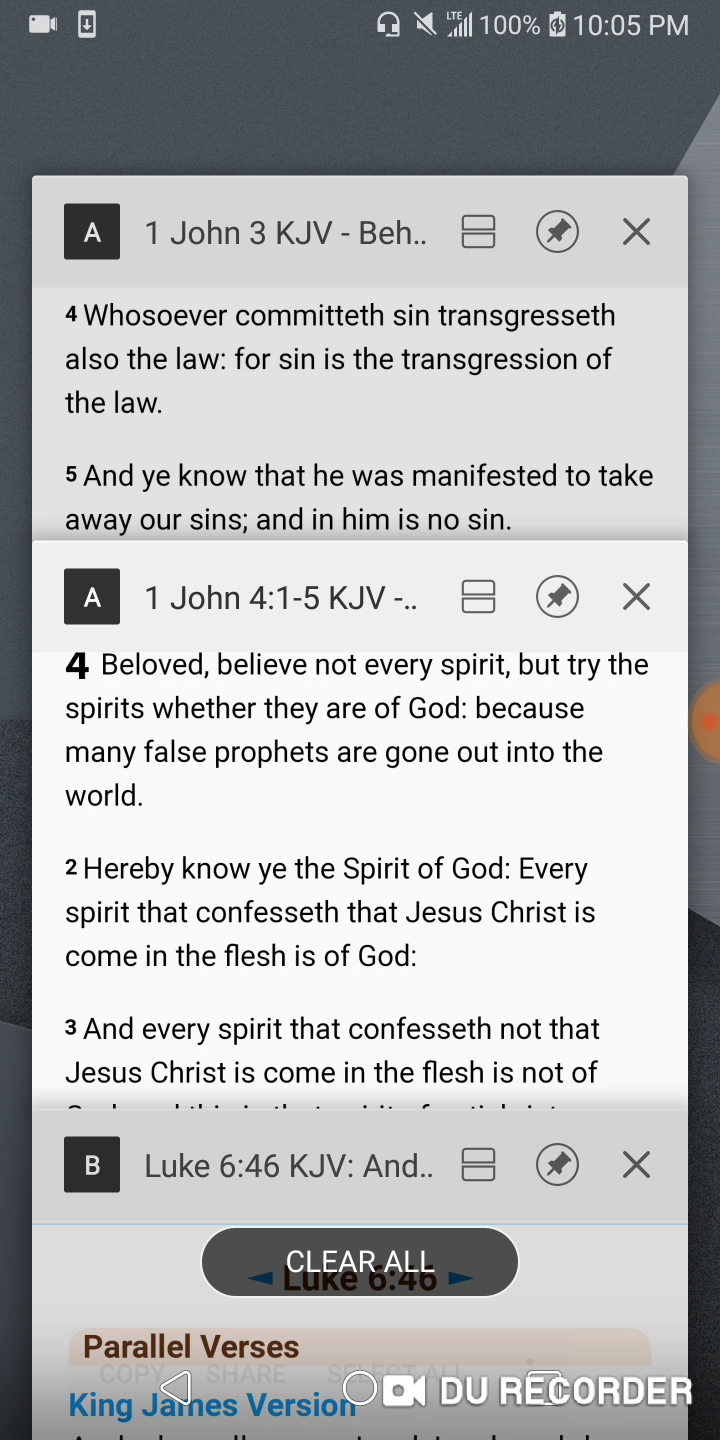 LTE 100% 10:05 PM
A 1 John 3 KJV - Beh..
4 Whosoever committeth sin transgresseth
also the law: for sin is the transgression of
the law.
5 And ye know that he was manifested to take
away our sins; and in him is no sin.
A 1 John 4:1-5 KJV -..
4 Beloved, believe not every spirit, but try the
spirits whether they are of God: because
many false prophets are gone out into the
world.
2 Hereby know ye the Spirit of God: Every
spirit that confesseth that Jesus Christ is
come in the flesh is of God:
3 And every spirit that confesseth not that
Jesus Christ is come in the flesh is not of
B Luke 6:46 KJV: And..
CLEAR ALL
Luke 6:46
Parallel Verses
COPY SHARE SELECT ALL
DU RECORDER
King James Version